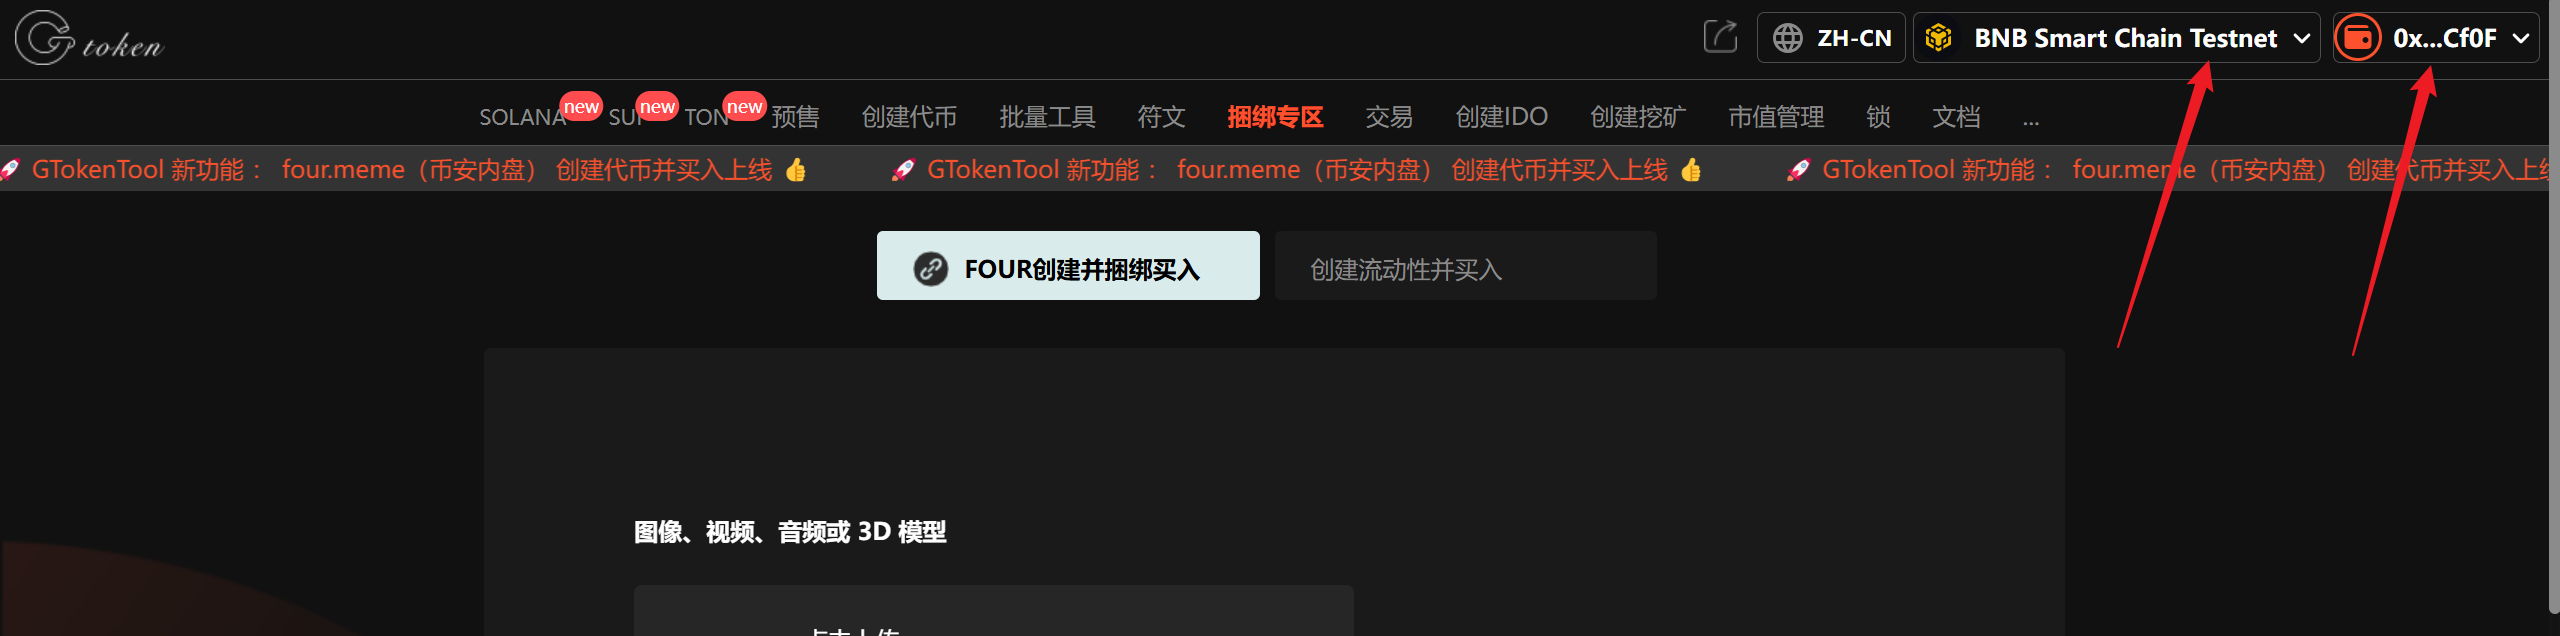 Gtoken
ZH-CN
BNB Smart Chain Testnet
0x...Cf0F
SOLANA new SUI new TON new 预售 创建代币 批量工具 符文 捆绑专区 交易 创建IDO 创建挖矿 市值管理 锁 文档 ...
🚀 GTokenTool 新功能： four.meme（币安内盘） 创建代币并买入上线 👍 🚀 GTokenTool 新功能： four.meme（币安内盘） 创建代币并买入上线 👍 🚀 GTokenTool 新功能： four.meme（币安内盘） 创建代币并买入上线
FOUR创建并捆绑买入
创建流动性并买入
图像、视频、音频或 3D 模型